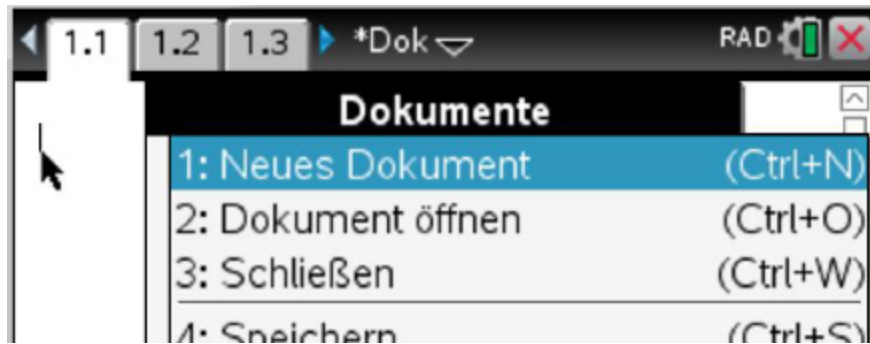 1.1 1.2 1.3 *Dok RAD
Dokumente
1: Neues Dokument (Ctrl+N)
2: Dokument öffnen (Ctrl+O)
3: Schließen (Ctrl+W)
4: Speichern (Ctrl+S)